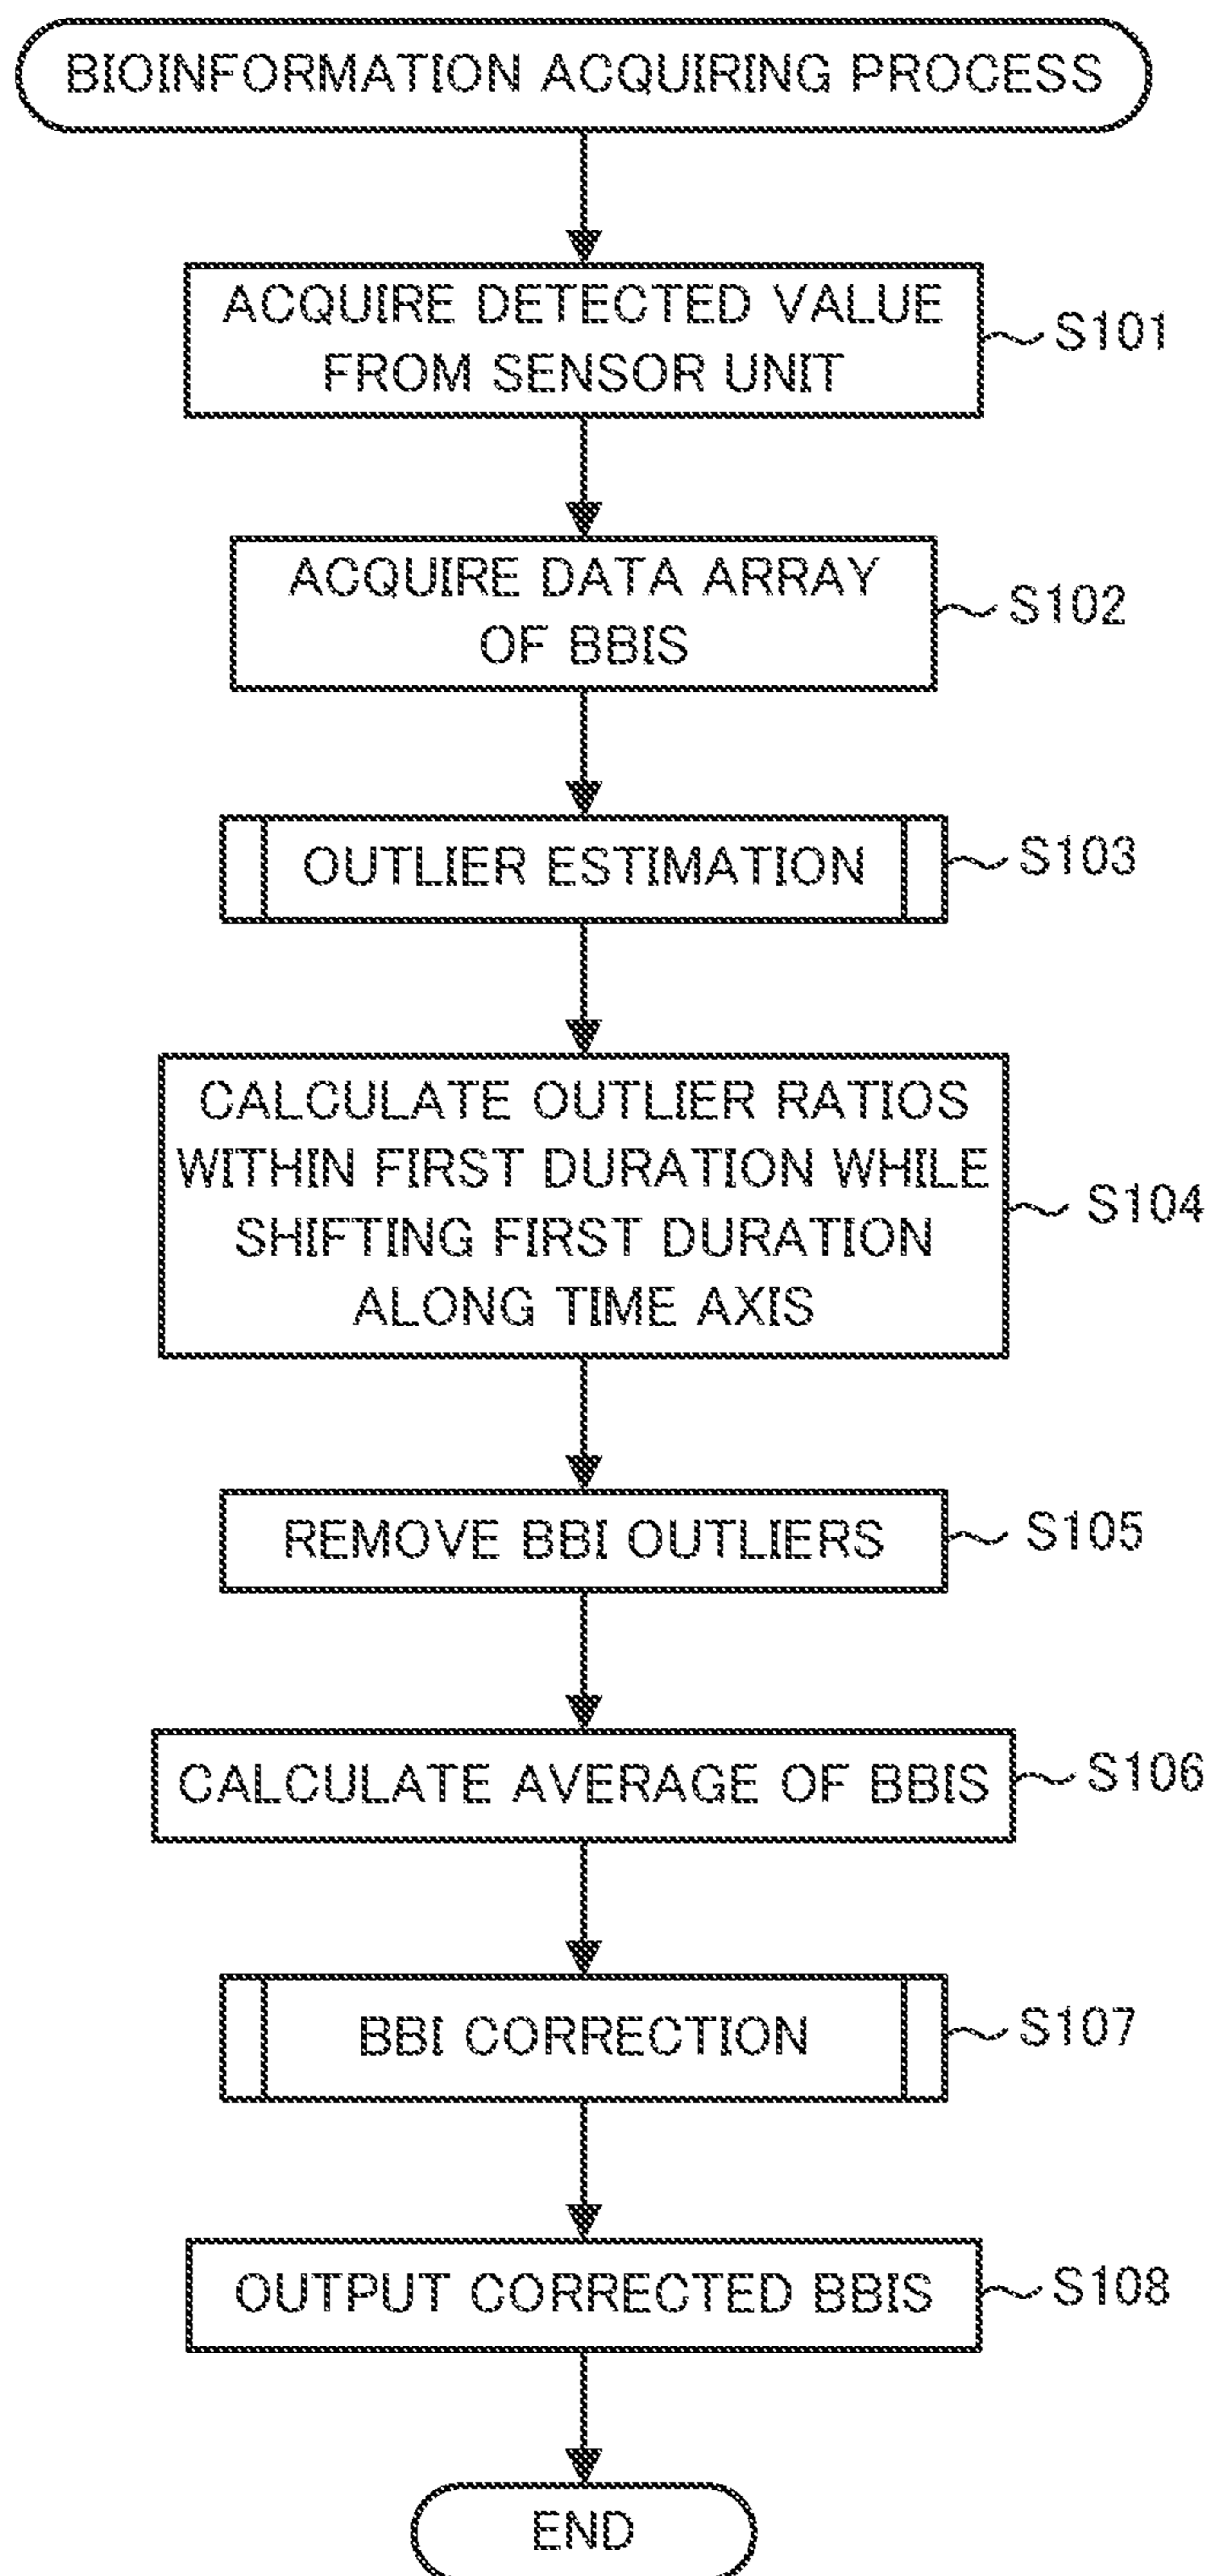 BIOINFORMATION ACQUIRING PROCESS
ACQUIRE DETECTED VALUE
FROM SENSOR UNIT
S101
ACQUIRE DATA ARRAY
OF BBIS
S102
OUTLIER ESTIMATION
S103
CALCULATE OUTLIER RATIOS
WITHIN FIRST DURATION WHILE
SHIFTING FIRST DURATION
ALONG TIME AXIS
S104
REMOVE BBI OUTLIERS
S105
CALCULATE AVERAGE OF BBIS
S106
BBI CORRECTION
S107
OUTPUT CORRECTED BBIS
S108
END